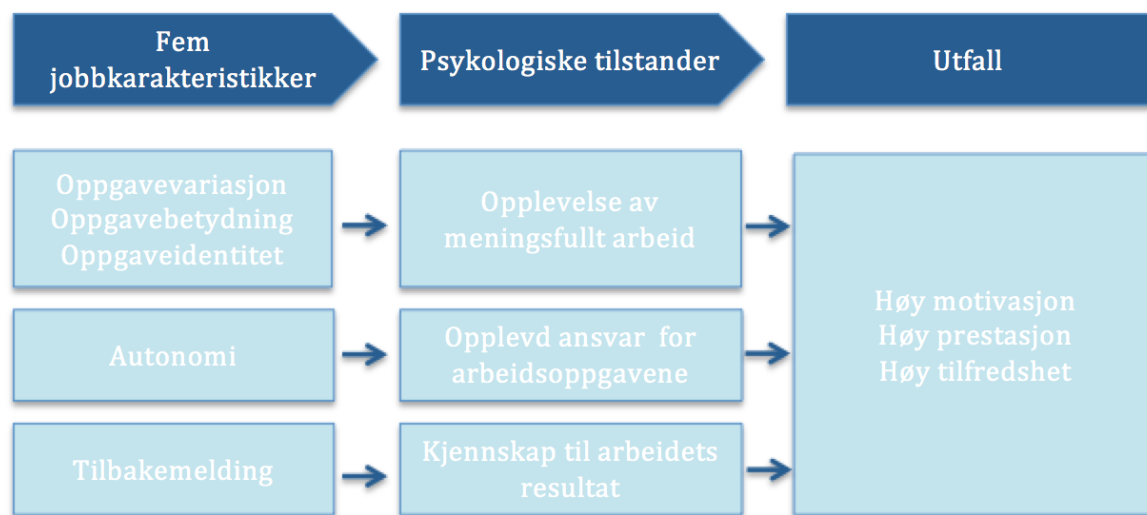 Fem
jobbkarakteristikker
Psykologiske tilstander
Utfall
Oppgavevariasjon
Oppgavebetydning
Oppgaveidentitet
Opplevelse av
meningsfullt arbeid
Autonomi
Opplevd ansvar for
arbeidsoppgavene
Tilbakemelding
Kjennskap til arbeidets
resultat
Høy motivasjon
Høy prestasjon
Høy tilfredshet